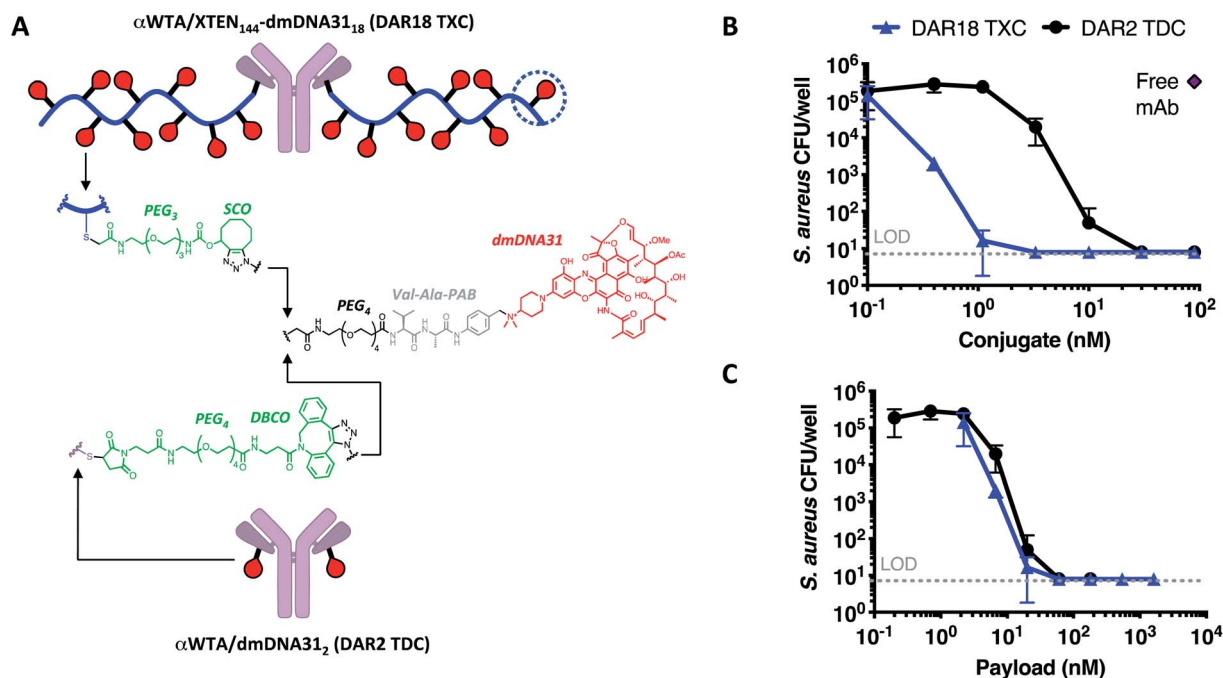 A
αWTA/XTEN144-dmDNA3118 (DAR18 TXC)
PEG3
SCO
S
O
N
H
O
3
N
H
O
O
N
N
N
dmDNA31
PEG4
Val-Ala-PAB
O
N
H
O
4
O
H
N
O
N
H
O
H
N
N+
N
OH
N
O
O
O
O
O
OH
OMe
OAc
OH
HO
HN
O
O
PEG4
DBCO
S
N
O
O
O
N
H
O
4
O
H
N
O
N
N
N
N
αWTA/dmDNA312 (DAR2 TDC)
B
DAR18 TXC
DAR2 TDC
S. aureus CFU/well
10^6
10^5
10^4
10^3
10^2
10^1
10^0
Free
mAb
LOD
10^-1
10^0
10^1
10^2
Conjugate (nM)
C
S. aureus CFU/well
10^6
10^5
10^4
10^3
10^2
10^1
10^0
LOD
10^-1
10^0
10^1
10^2
10^3
10^4
Payload (nM)